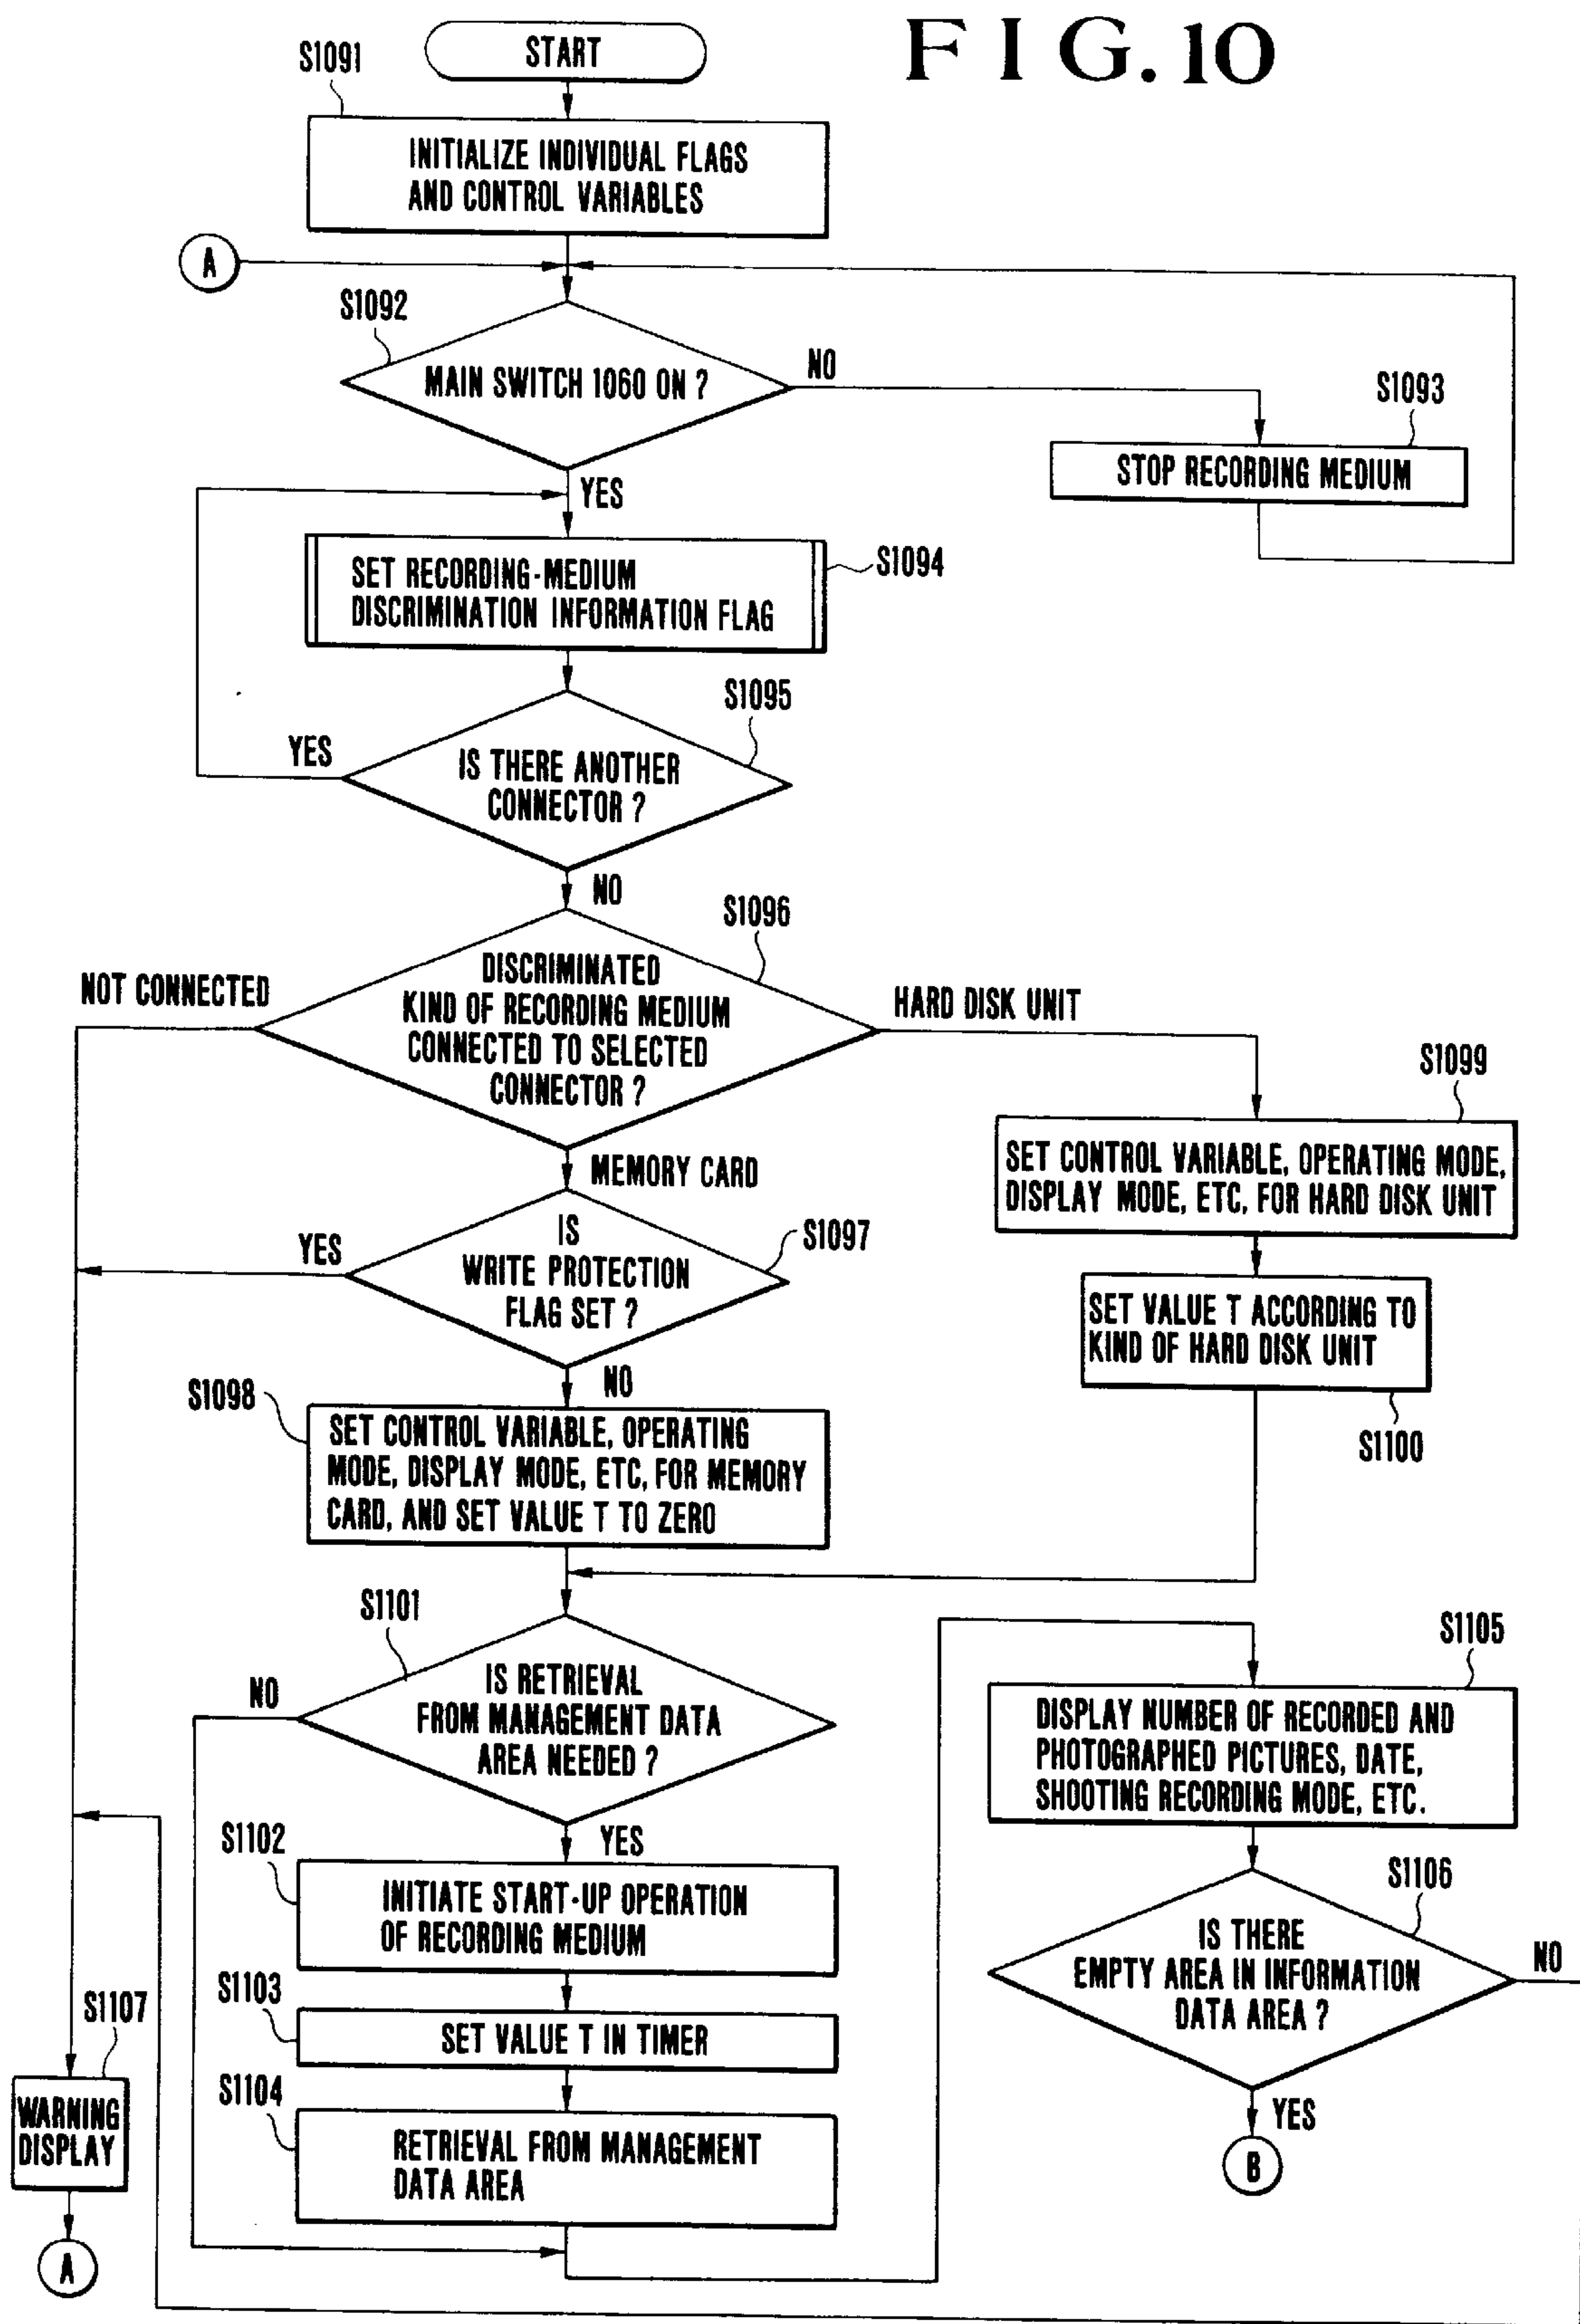 FIG. 10
START
S1091
INITIALIZE INDIVIDUAL FLAGS
AND CONTROL VARIABLES
A
S1092
MAIN SWITCH 1060 ON ?
NO
S1093
STOP RECORDING MEDIUM
YES
SET RECORDING-MEDIUM
DISCRIMINATION INFORMATION FLAG
S1094
S1095
YES
IS THERE ANOTHER
CONNECTOR ?
NO
S1096
NOT CONNECTED
DISCRIMINATED
KIND OF RECORDING MEDIUM
CONNECTED TO SELECTED
CONNECTOR ?
HARD DISK UNIT
S1099
SET CONTROL VARIABLE, OPERATING MODE,
DISPLAY MODE, ETC, FOR HARD DISK UNIT
MEMORY CARD
YES
IS
WRITE PROTECTION
FLAG SET ?
S1097
SET VALUE T ACCORDING TO
KIND OF HARD DISK UNIT
S1100
NO
S1098
SET CONTROL VARIABLE, OPERATING
MODE, DISPLAY MODE, ETC, FOR MEMORY
CARD, AND SET VALUE T TO ZERO
S1101
NO
IS RETRIEVAL
FROM MANAGEMENT DATA
AREA NEEDED ?
YES
S1102
INITIATE START-UP OPERATION
OF RECORDING MEDIUM
S1103
SET VALUE T IN TIMER
S1104
RETRIEVAL FROM MANAGEMENT
DATA AREA
S1105
DISPLAY NUMBER OF RECORDED AND
PHOTOGRAPHED PICTURES, DATE,
SHOOTING RECORDING MODE, ETC.
S1106
IS THERE
EMPTY AREA IN INFORMATION
DATA AREA ?
NO
YES
B
S1107
WARNING
DISPLAY
A